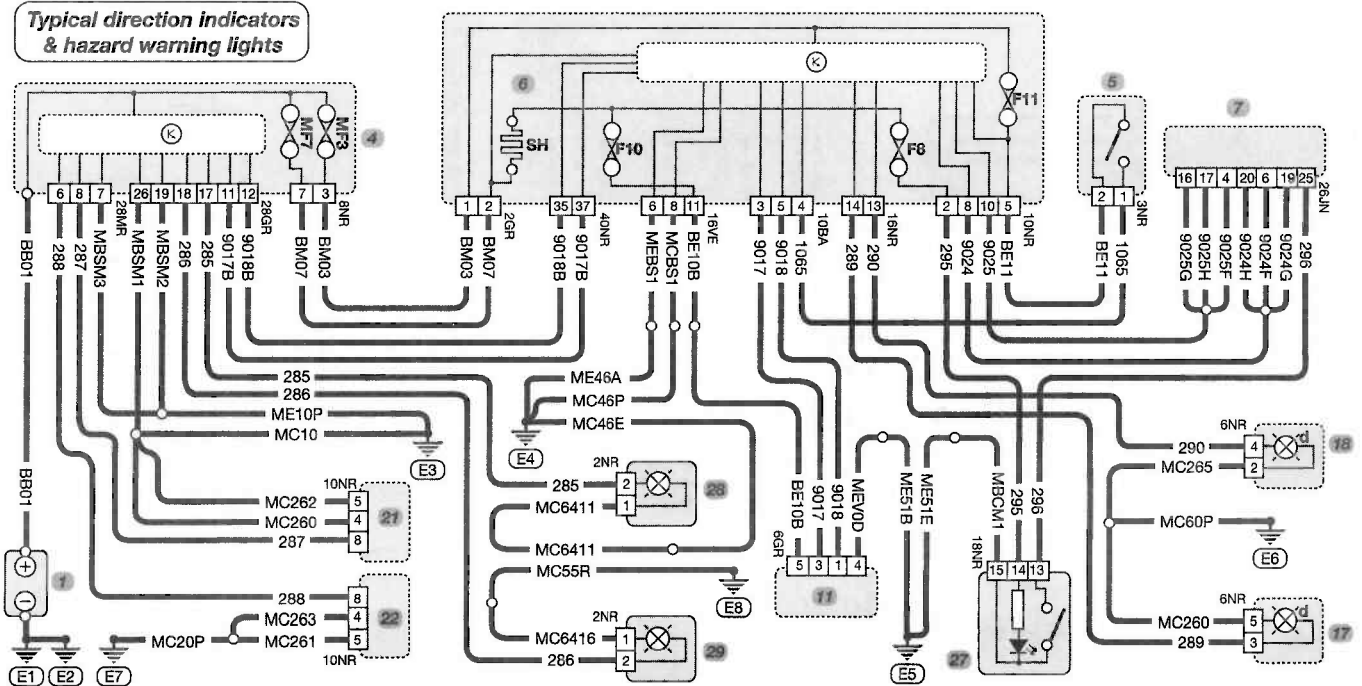 Typical direction indicators
& hazard warning lights
K
6
5
7
4
MF7
MF3
SH
F10
F8
F11
K
6 8 7 26 19 18 17 11 12 7 3
28MR 28GR 8NR
1 2 35 37 6 8 11 3 5 4 14 13 2 8 10 5
2GR 40NR 16VE 10BA 16NR 10NR
2 1
3NR
16 17 4 20 6 19 25
26JN
BB01
288
287
MBSM3
MBSM1
MBSM2
286
285
9017B
9018B
BM07
BM03
BM03
BM07
9018B
9017B
MEBS1
MCBS1
BE10B
9017
9018
1065
289
290
295
9024
9025
BE11
BE11
1065
9025G
9025H
9025F
9024H
9024F
9024G
296
285
286
ME10P
MC10
E3
ME46A
MC46P
MC46E
E4
BB01
10NR
MC262 5
MC260 4
287 8
21
2NR
285 2
MC6411 1
28
MC6411
MC55R
E8
2NR
MC6416 1
286 2
29
BE10B
9017
9018
MEV0D
ME51B
ME51E
MBCM1
295
296
6GR
5 3 1 4
11
E5
18NR
15 14 13
27
6NR
290 4
MC265 2
d
18
MC60P
E6
6NR
MC260 5
289 3
d
17
+
−
1
288 8
MC263 4
MC261 5
10NR
22
MC20P
E1
E2
E7